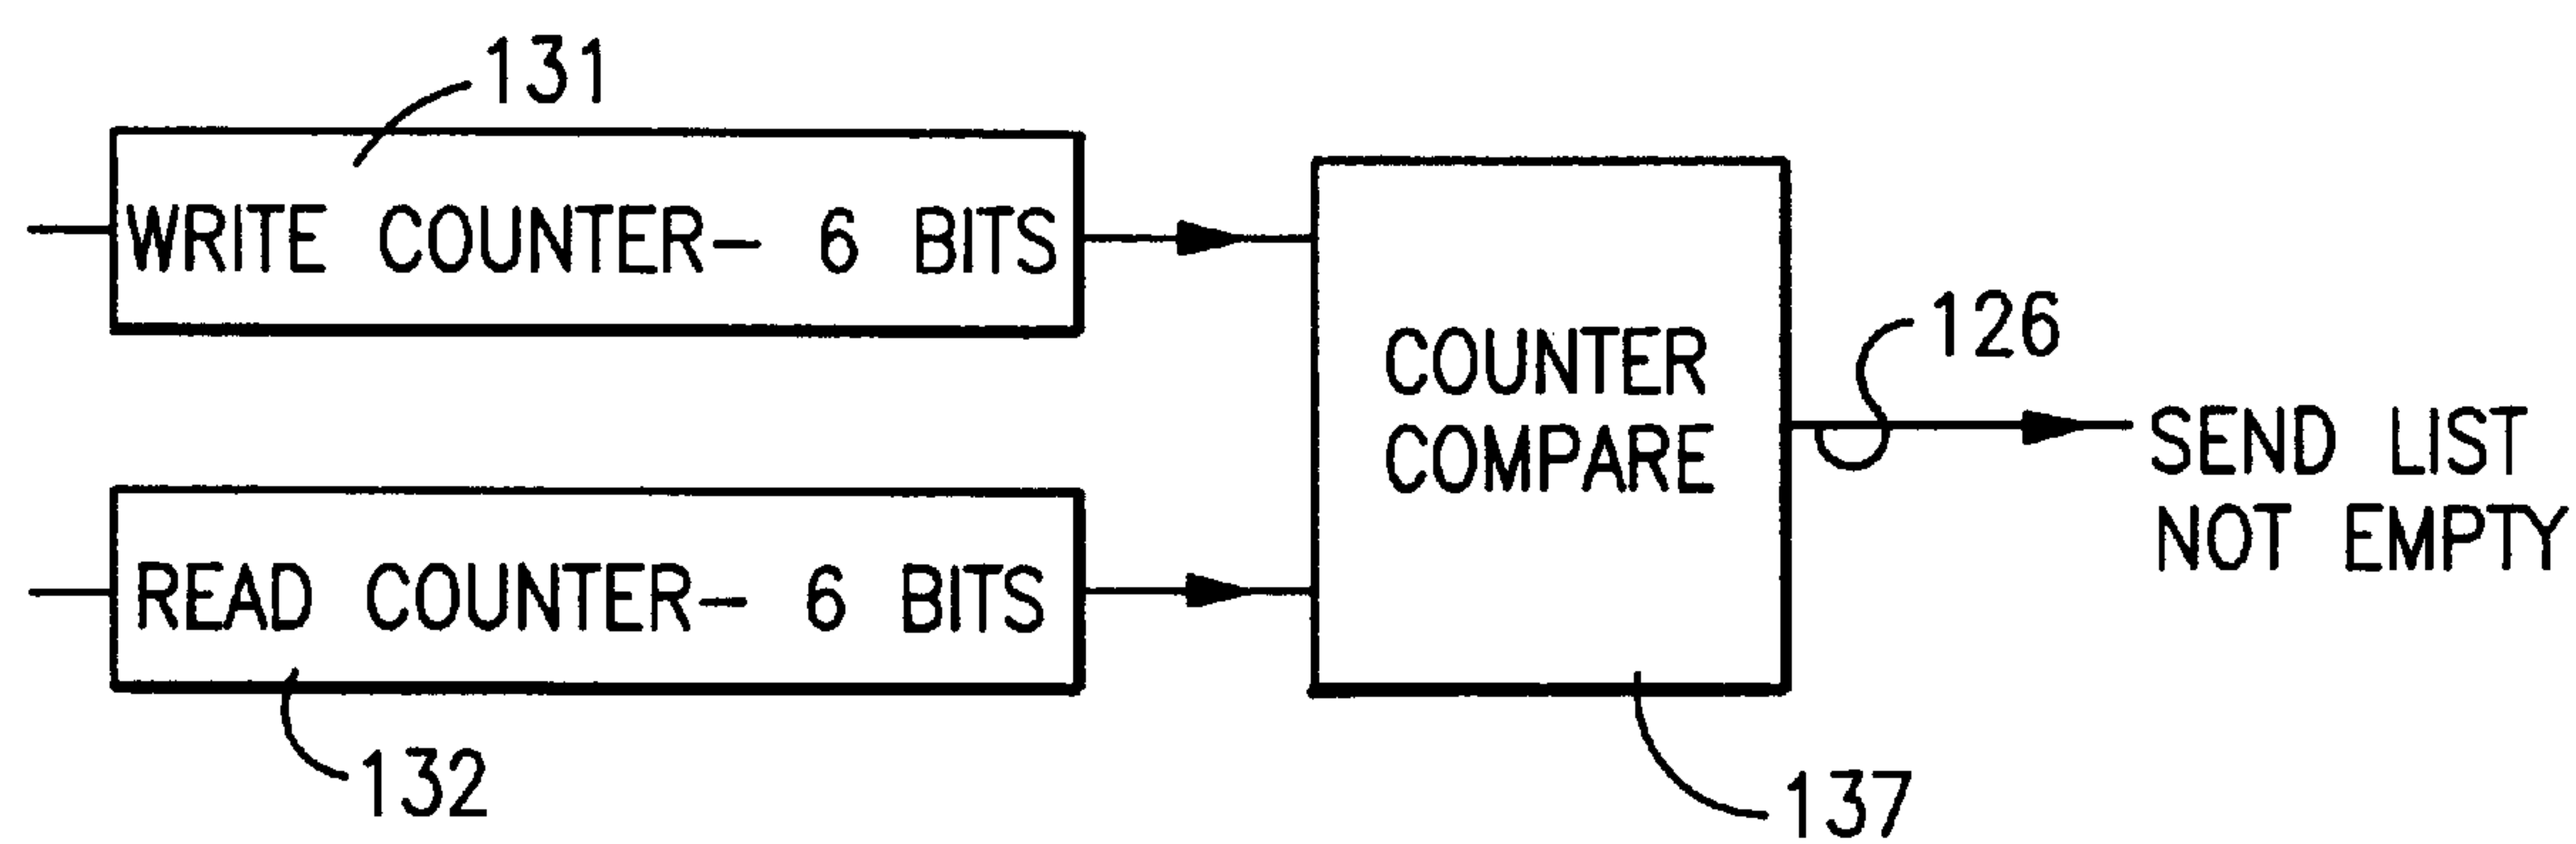 131
WRITE COUNTER- 6 BITS
COUNTER
COMPARE
126
SEND LIST
NOT EMPTY
READ COUNTER- 6 BITS
132
137